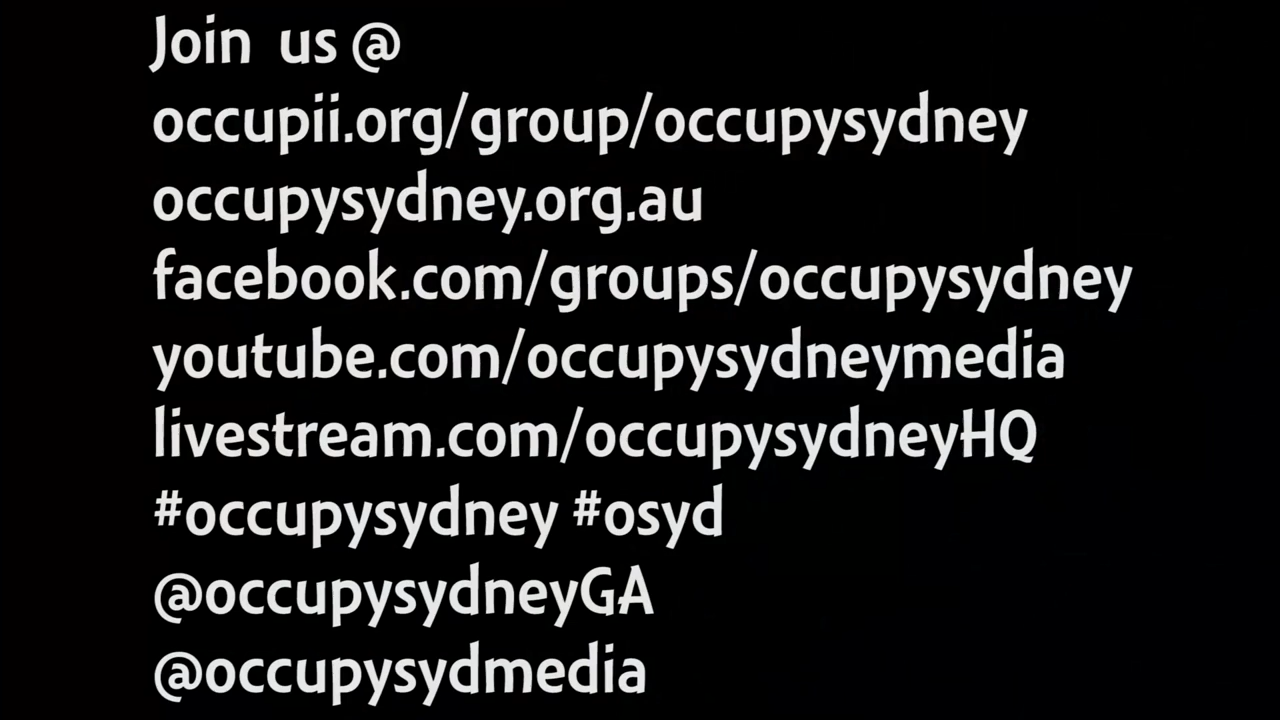 Join us @
occupii.org/group/occupysydney
occupysydney.org.au
facebook.com/groups/occupysydney
youtube.com/occupysydneymedia
livestream.com/occupysydneyHQ
#occupysydney #osyd
@occupysydneyGA
@occupysydmedia